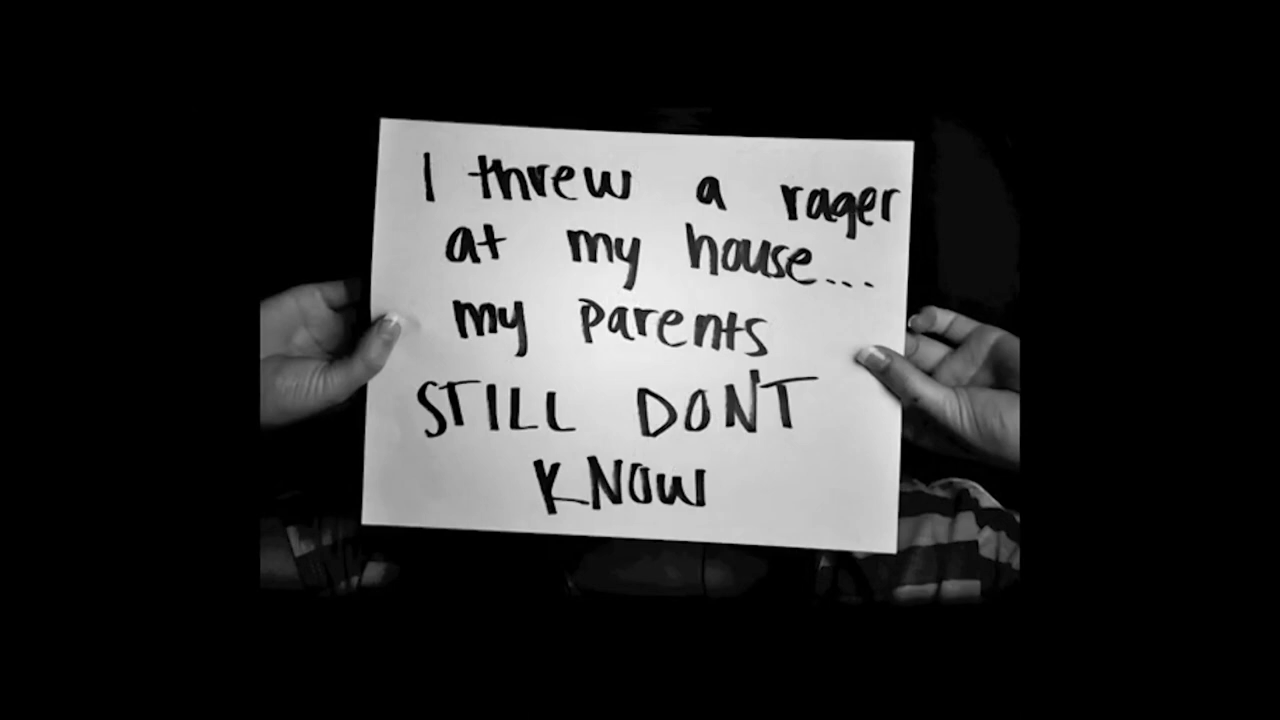 I threw a rager
at my house...
my parents
STILL DONT
KNOW